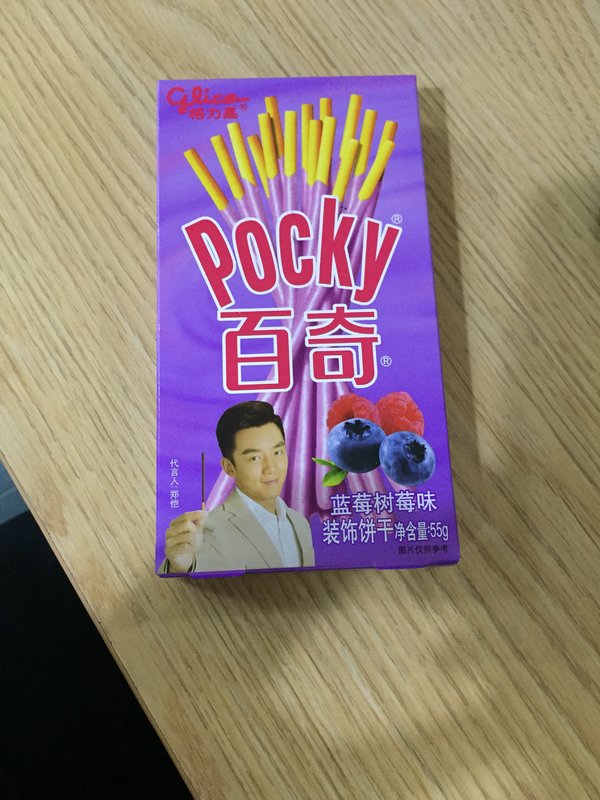 Glico
格力高®
Pocky®
百奇®
代言人:郑恺
蓝莓树莓味
装饰饼干净含量:55g
图片仅供参考